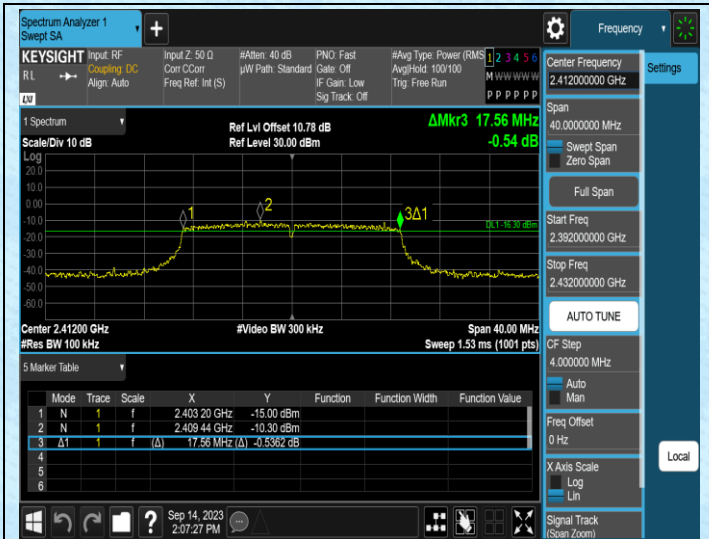 Spectrum Analyzer 1
Swept SA
Frequency
KEYSIGHT
Input: RF
Coupling: DC
Align: Auto
RL
LXI
Input Z: 50 Ω
Corr CCorr
Freq Ref: Int (S)
#Atten: 40 dB
µW Path: Standard
PNO: Fast
Gate: Off
IF Gain: Low
Sig Track: Off
#Avg Type: Power (RMS
Avg|Hold: 100/100
Trig: Free Run
1 2 3 4 5 6
M W W W W W
P P P P P P
Center Frequency
2.412000000 GHz
Settings
Span
40.0000000 MHz
Swept Span
Zero Span
Full Span
Start Freq
2.392000000 GHz
Stop Freq
2.432000000 GHz
AUTO TUNE
CF Step
4.000000 MHz
Auto
Man
Freq Offset
0 Hz
X Axis Scale
Log
Lin
Signal Track
(Span Zoom)
Local
1 Spectrum
Scale/Div 10 dB
Ref Lvl Offset 10.78 dB
Ref Level 30.00 dBm
ΔMkr3 17.56 MHz
-0.54 dB
Log
20.0
10.0
0.00
-10.0
-20.0
-30.0
-40.0
-50.0
-60.0
1
2
3Δ1
DL1 -16.30 dBm
Center 2.41200 GHz
#Res BW 100 kHz
#Video BW 300 kHz
Span 40.00 MHz
Sweep 1.53 ms (1001 pts)
5 Marker Table
Mode Trace Scale X Y Function Function Width Function Value
1 N 1 f 2.403 20 GHz -15.00 dBm
2 N 1 f 2.409 44 GHz -10.30 dBm
3 Δ1 1 f (Δ) 17.56 MHz (Δ) -0.5362 dB
4
5
6
?
Sep 14, 2023
2:07:27 PM